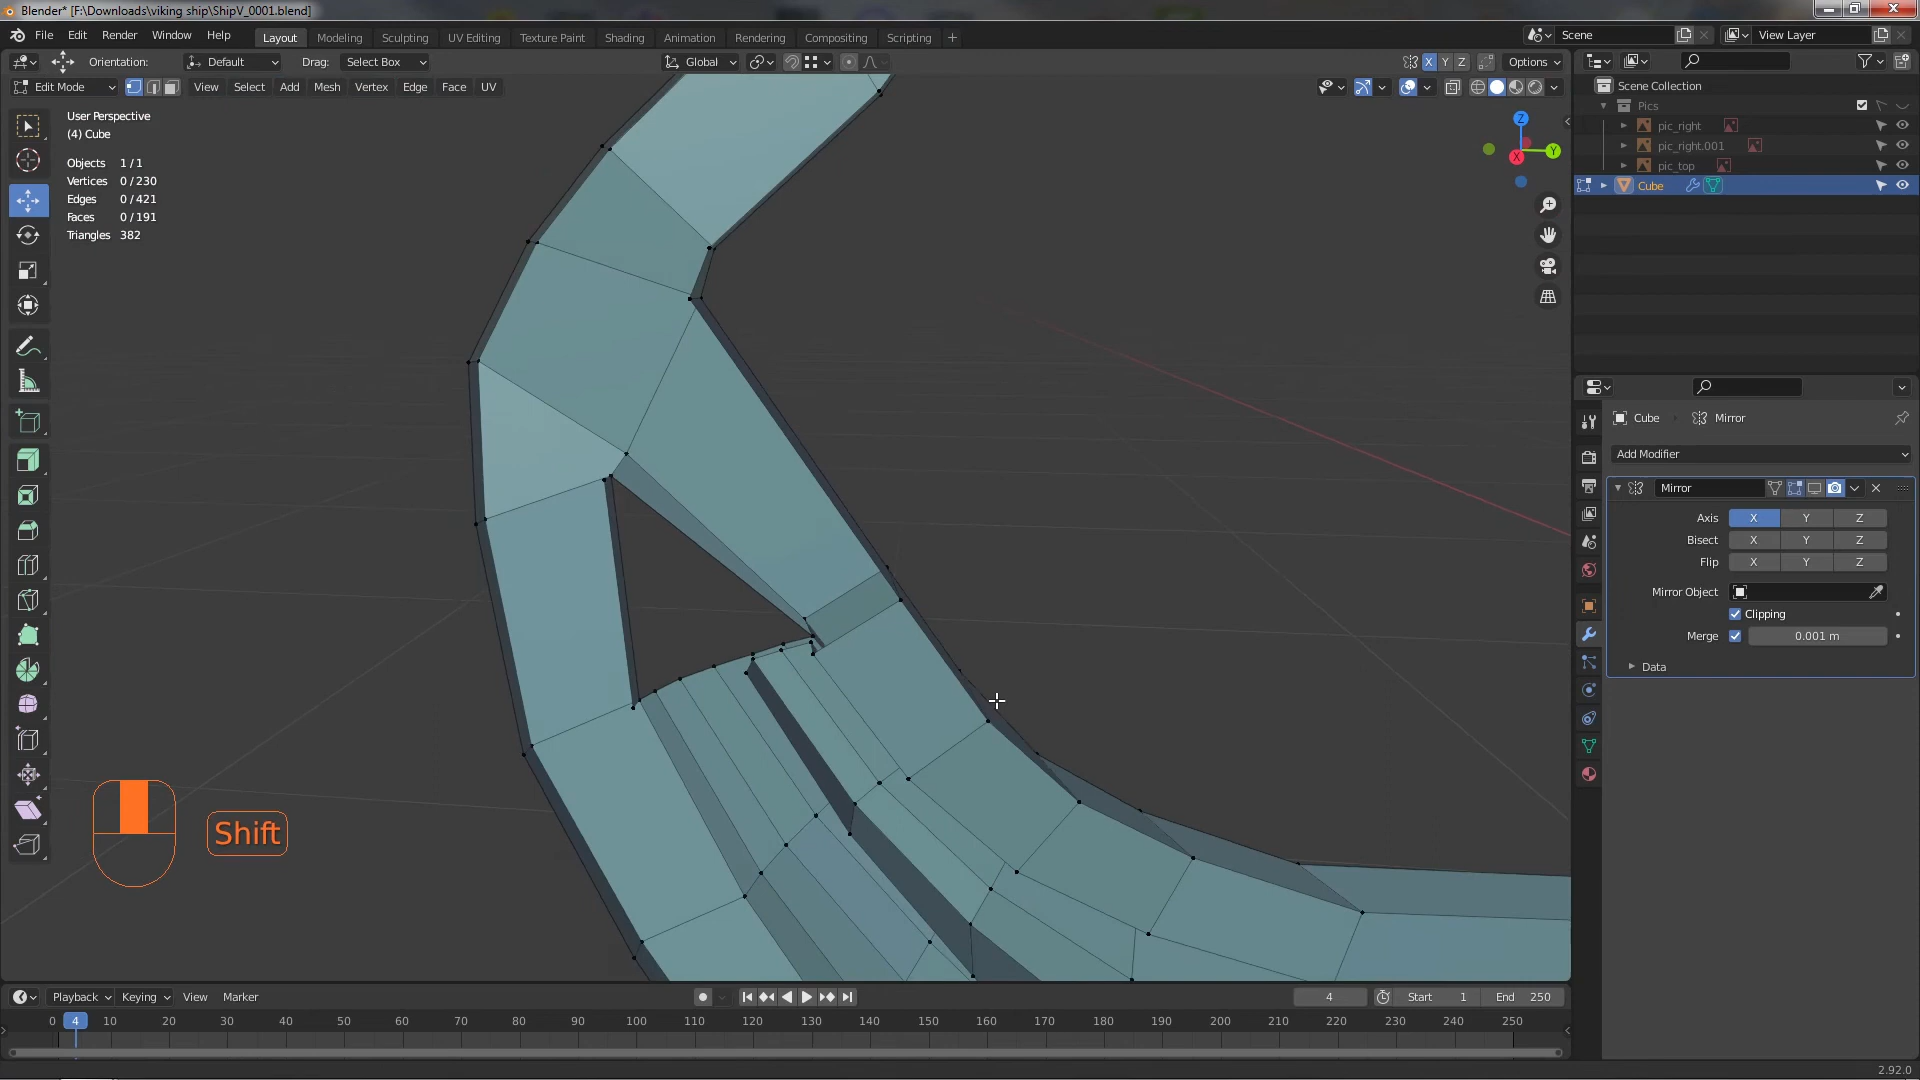 Blender* [F:\Downloads\viking ship\ShipV_0001.blend]
File Edit Render Window Help
Layout Modeling Sculpting UV Editing Texture Paint Shading Animation Rendering Compositing Scripting +
Scene
View Layer
Orientation: Default Drag: Select Box
Global
X Y Z Options
Edit Mode View Select Add Mesh Vertex Edge Face UV
User Perspective
(4) Cube
Objects 1 / 1
Vertices 0 / 230
Edges 0 / 421
Faces 0 / 191
Triangles 382
Z
Y
X
Scene Collection
Pics
pic_right
pic_right.001
pic_top
Cube
Cube Mirror
Add Modifier
Mirror
Axis X Y Z
Bisect X Y Z
Flip X Y Z
Mirror Object
Clipping
Merge 0.001 m
Data
Shift
Playback Keying View Marker
4 Start 1 End 250
0 4 10 20 30 40 50 60 70 80 90 100 110 120 130 140 150 160 170 180 190 200 210 220 230 240 250
2.92.0